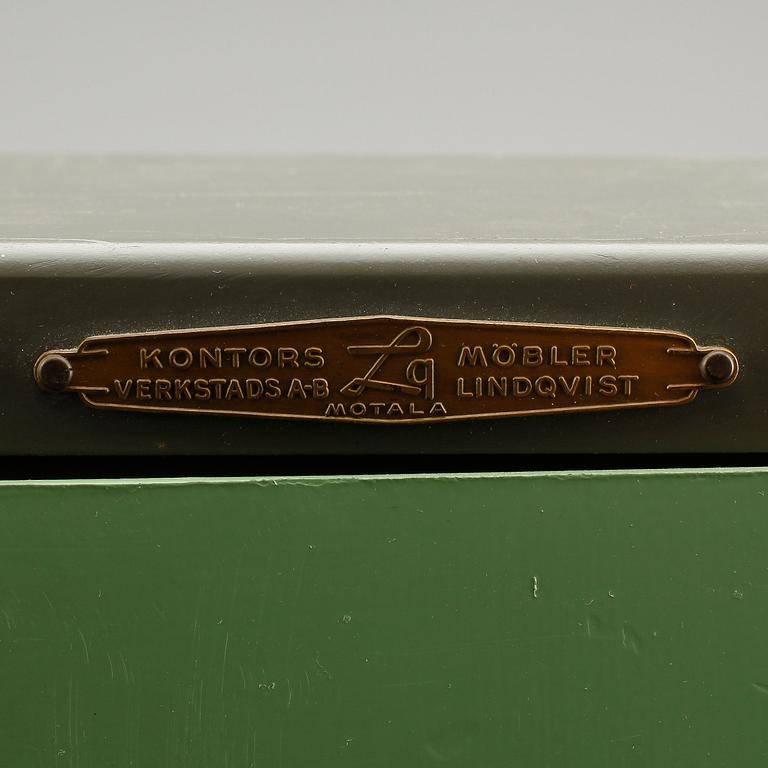 KONTORS Lq MÖBLER
VERKSTADS A-B LINDQVIST
MOTALA